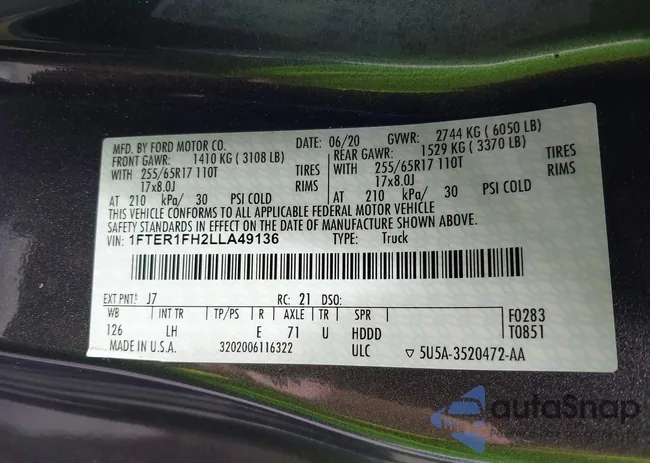 MFD. BY FORD MOTOR CO. DATE: 06/20 GVWR: 2744 KG ( 6050 LB)
FRONT GAWR: 1410 KG ( 3108 LB) REAR GAWR: 1529 KG ( 3370 LB)
WITH 255/65R17 110T TIRES WITH 255/65R17 110T TIRES
17x8.0J RIMS 17x8.0J RIMS
AT 210 kPa/ 30 PSI COLD AT 210 kPa/ 30 PSI COLD
THIS VEHICLE CONFORMS TO ALL APPLICABLE FEDERAL MOTOR VEHICLE
SAFETY STANDARDS IN EFFECT ON THE DATE OF MANUFACTURE SHOWN ABOVE.
VIN: 1FTER1FH2LLA49136 TYPE: Truck
EXT PNT: J7 RC: 21 DSO:
WB INT TR TP/PS R AXLE TR SPR F0283
126 LH E 71 U HDDD T0851
MADE IN U.S.A. 3202006116322 ULC ▽ 5U5A-3520472-AA
autoSnap